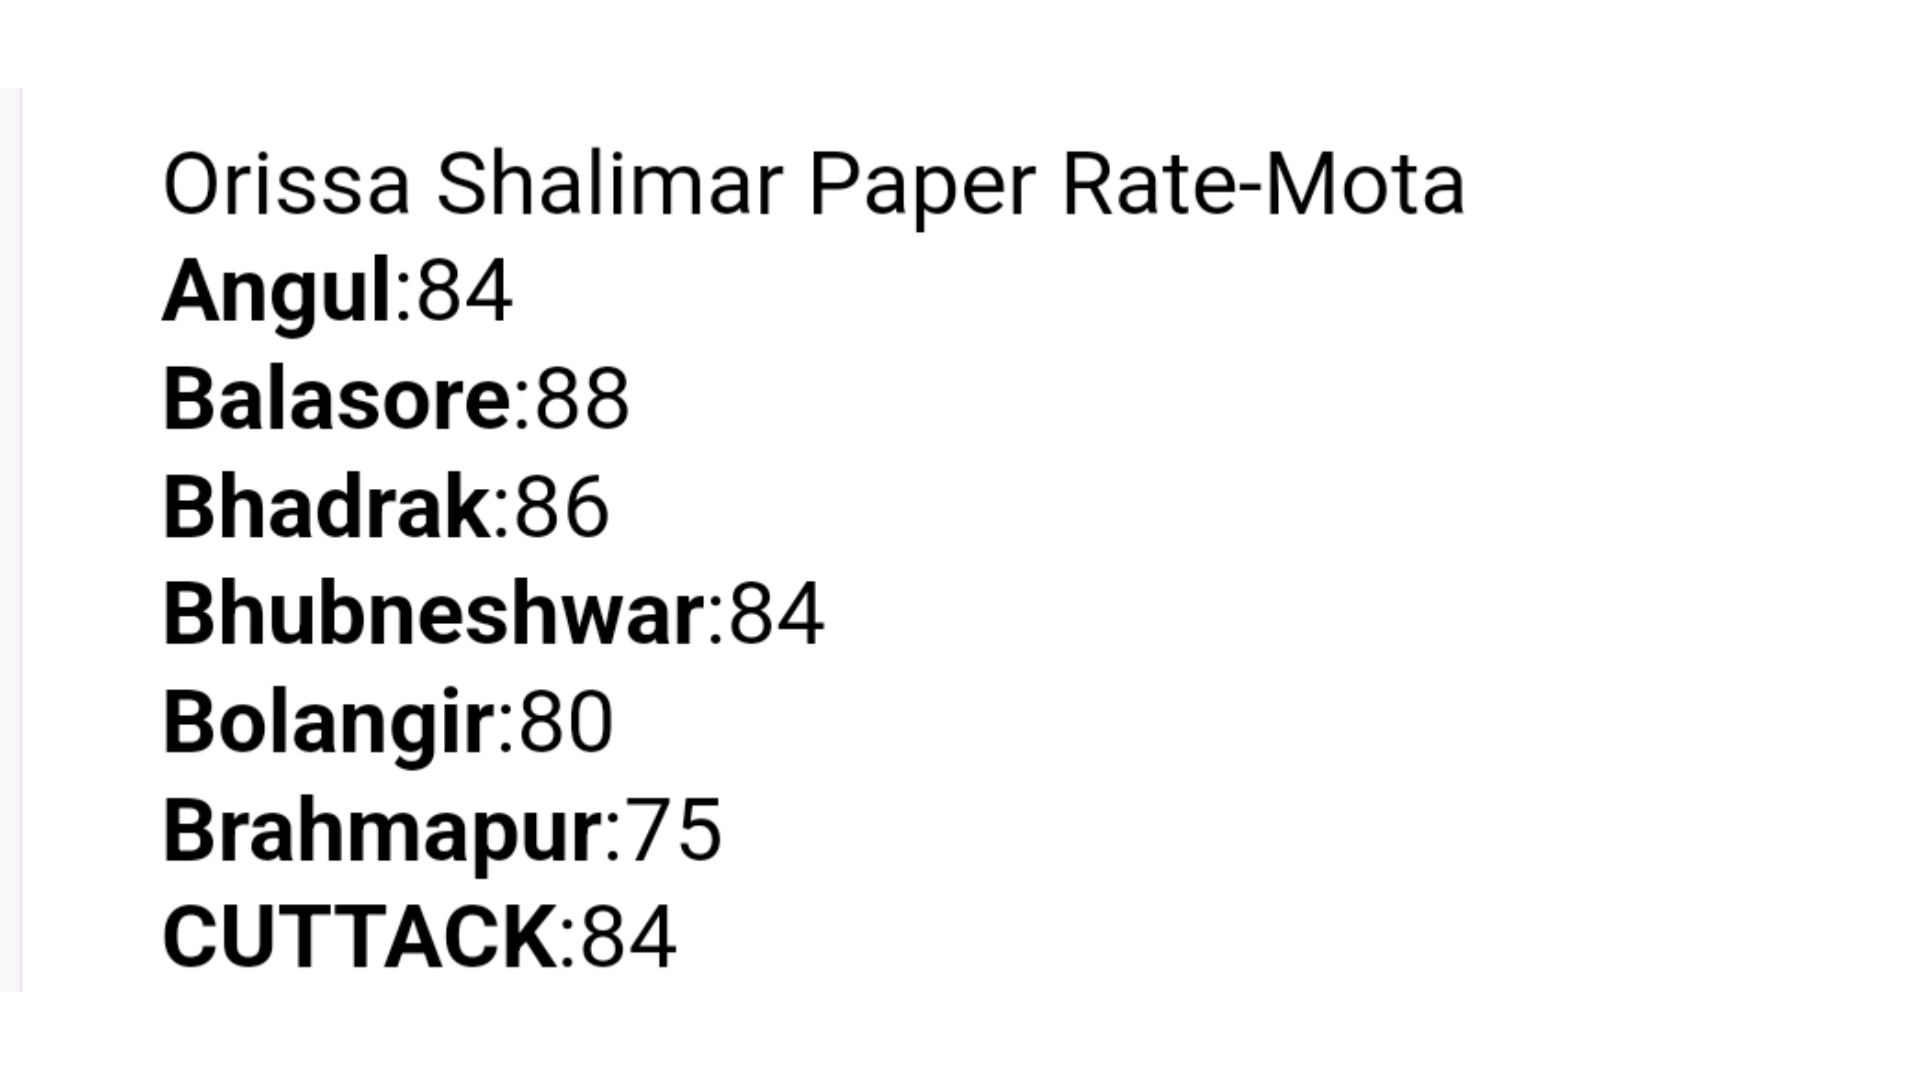 Orissa Shalimar Paper Rate-Mota
Angul:84
Balasore:88
Bhadrak:86
Bhubneshwar:84
Bolangir:80
Brahmapur:75
CUTTACK:84